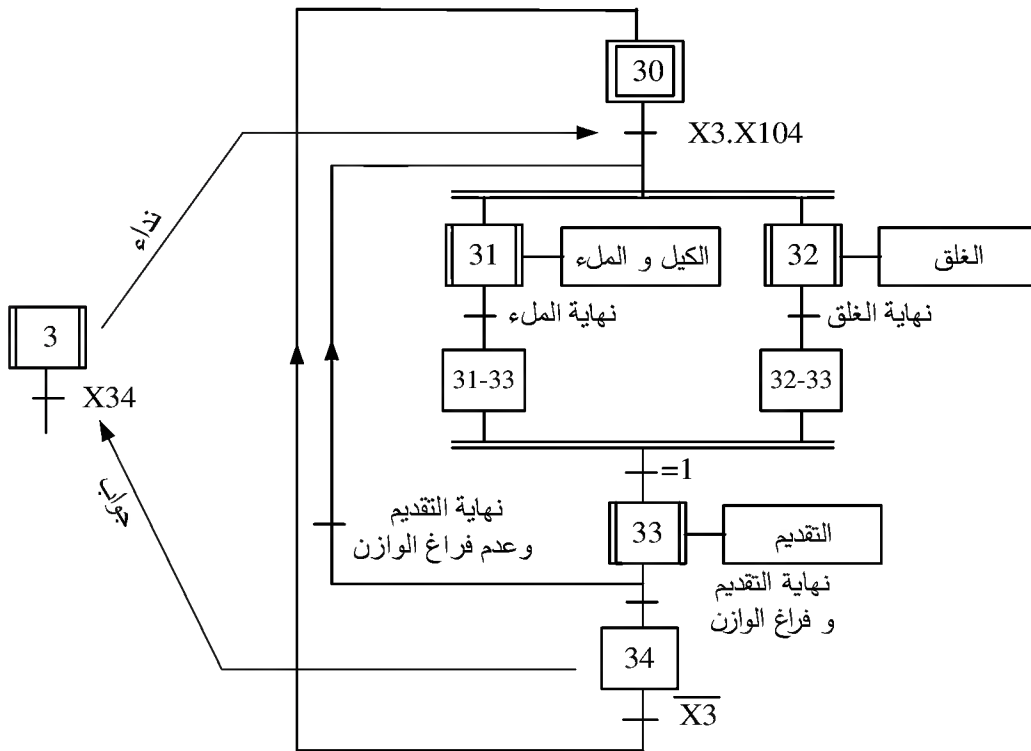 30
X3.X104
نداء
31
الكيل و الملء
32
الغلق
نهاية الملء
نهاية الغلق
3
X34
31-33
32-33
جواب
=1
نهاية التقديم
وعدم فراغ الوازن
33
التقديم
نهاية التقديم
و فراغ الوازن
34
X̅3̅